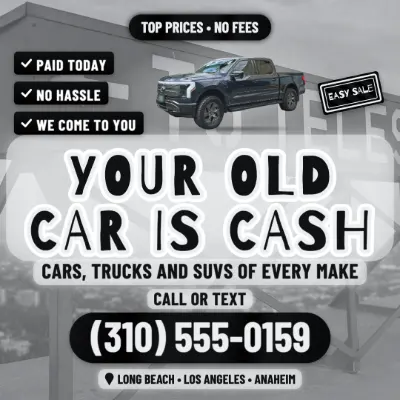 TOP PRICES • NO FEES
✓ PAID TODAY
✓ NO HASSLE
✓ WE COME TO YOU
EASY SALE
YOUR OLD
CAR IS CASH
CARS, TRUCKS AND SUVS OF EVERY MAKE
CALL OR TEXT
(310) 555-0159
LONG BEACH • LOS ANGELES • ANAHEIM